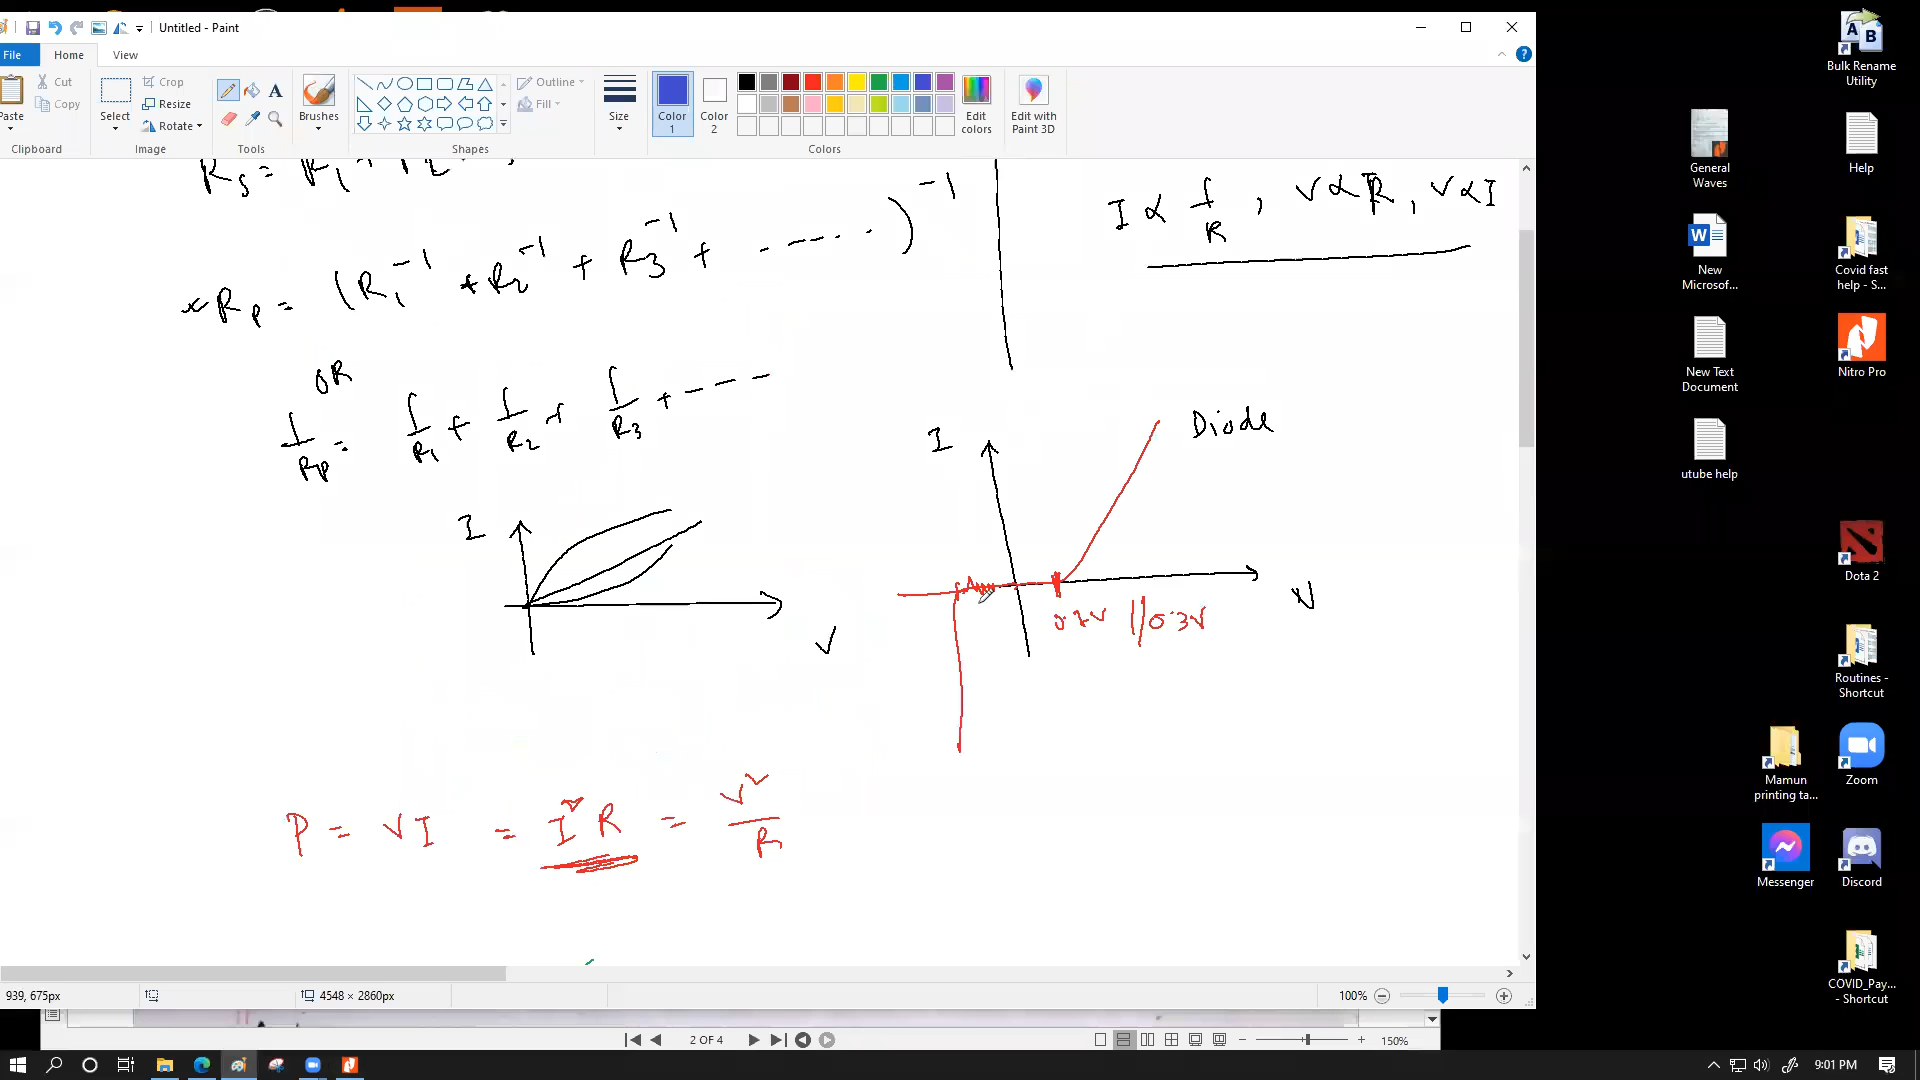 Untitled - Paint
File Home View
Cut
Copy
Paste
Clipboard
Select
Crop
Resize
Rotate
Image
Tools
Brushes
Shapes
Outline
Fill
Size
Color 1
Color 2
Colors
Edit colors
Edit with Paint 3D
Rs = R1 + R2
I ∝ 1/R , V ∝ R, V ∝ I
Rp = (R1^-1 + R2^-1 + R3^-1 + ------)^-1
OR
1/Rp = 1/R1 + 1/R2 + 1/R3 + ----
I
V
I
Diode
V
0.7V // 0.3V
P = VI = I²R = V²/R
939, 675px
4548 × 2860px
100%
2 OF 4
150%
9:01 PM
Bulk Rename Utility
General Waves
Help
New Microsof...
Covid fast help - S...
New Text Document
Nitro Pro
utube help
Dota 2
Routines - Shortcut
Mamun printing ta...
Zoom
Messenger
Discord
COVID_Pay... - Shortcut